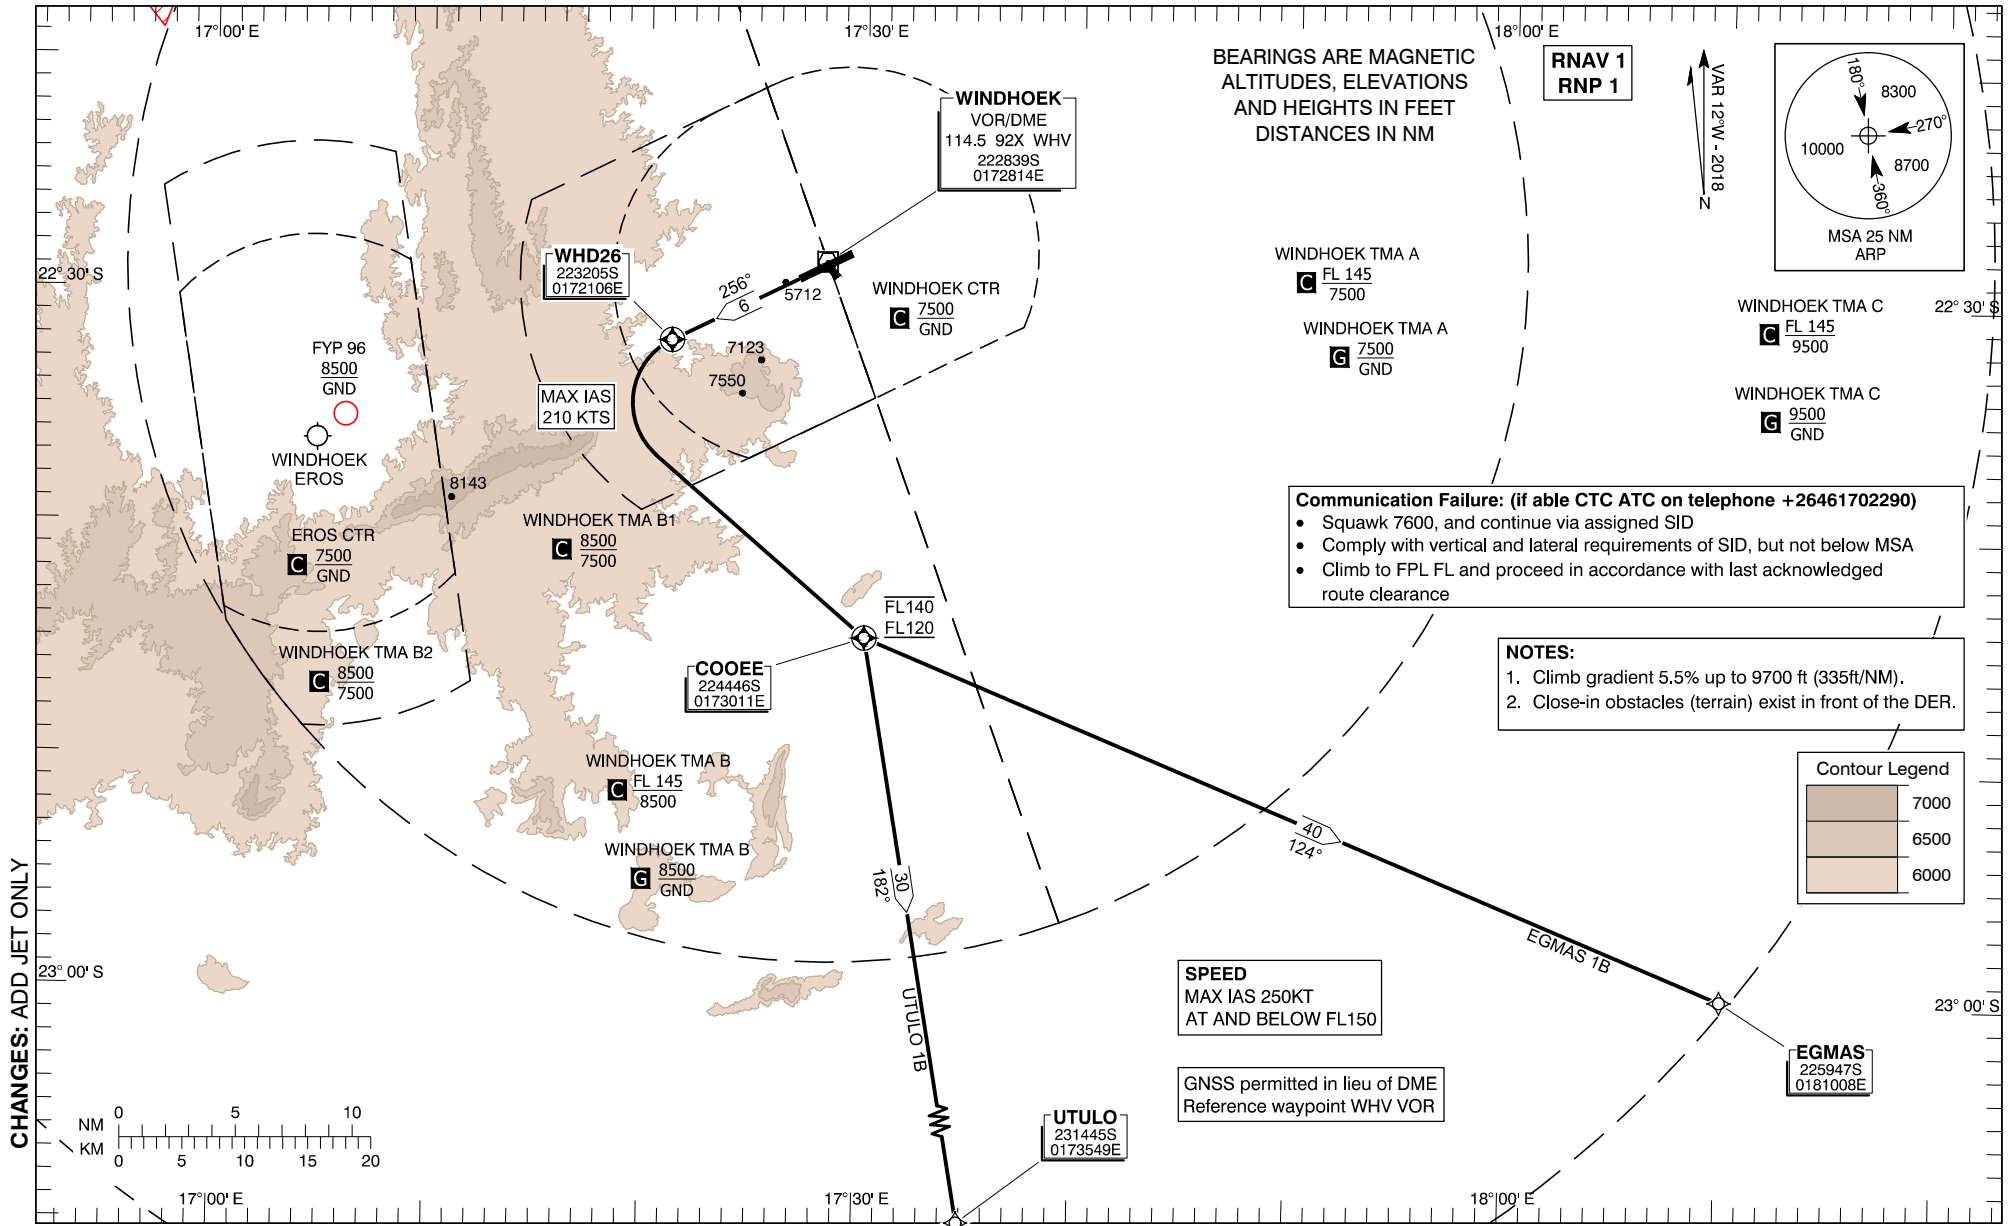 17°00' E
17°30' E
18°00' E
BEARINGS ARE MAGNETIC
ALTITUDES, ELEVATIONS
AND HEIGHTS IN FEET
DISTANCES IN NM
RNAV 1
RNP 1
VAR 12°W - 2018
N
180°
8300
270°
10000
8700
360°
MSA 25 NM
ARP
WINDHOEK
VOR/DME
114.5 92X WHV
222839S
0172814E
WHD26
223205S
0172106E
22° 30' S
256°
6
5712
WINDHOEK CTR
C 7500
GND
WINDHOEK TMA A
C FL 145
7500
WINDHOEK TMA A
G 7500
GND
WINDHOEK TMA C
C FL 145
9500
22° 30' S
WINDHOEK TMA C
G 9500
GND
FYP 96
8500
GND
WINDHOEK
EROS
7123
7550
MAX IAS
210 KTS
8143
EROS CTR
C 7500
GND
WINDHOEK TMA B1
C 8500
7500
Communication Failure: (if able CTC ATC on telephone +26461702290)
• Squawk 7600, and continue via assigned SID
• Comply with vertical and lateral requirements of SID, but not below MSA
• Climb to FPL FL and proceed in accordance with last acknowledged
route clearance
FL140
FL120
WINDHOEK TMA B2
C 8500
7500
COOEE
224446S
0173011E
NOTES:
1. Climb gradient 5.5% up to 9700 ft (335ft/NM).
2. Close-in obstacles (terrain) exist in front of the DER.
WINDHOEK TMA B
C FL 145
8500
WINDHOEK TMA B
G 8500
GND
Contour Legend
7000
6500
6000
40
124°
30
182°
EGMAS 1B
UTULO 1B
23° 00' S
SPEED
MAX IAS 250KT
AT AND BELOW FL150
23° 00' S
EGMAS
225947S
0181008E
GNSS permitted in lieu of DME
Reference waypoint WHV VOR
UTULO
231445S
0173549E
CHANGES: ADD JET ONLY
NM 0 5 10
KM 0 5 10 15 20
17°00' E
17°30' E
18°00' E